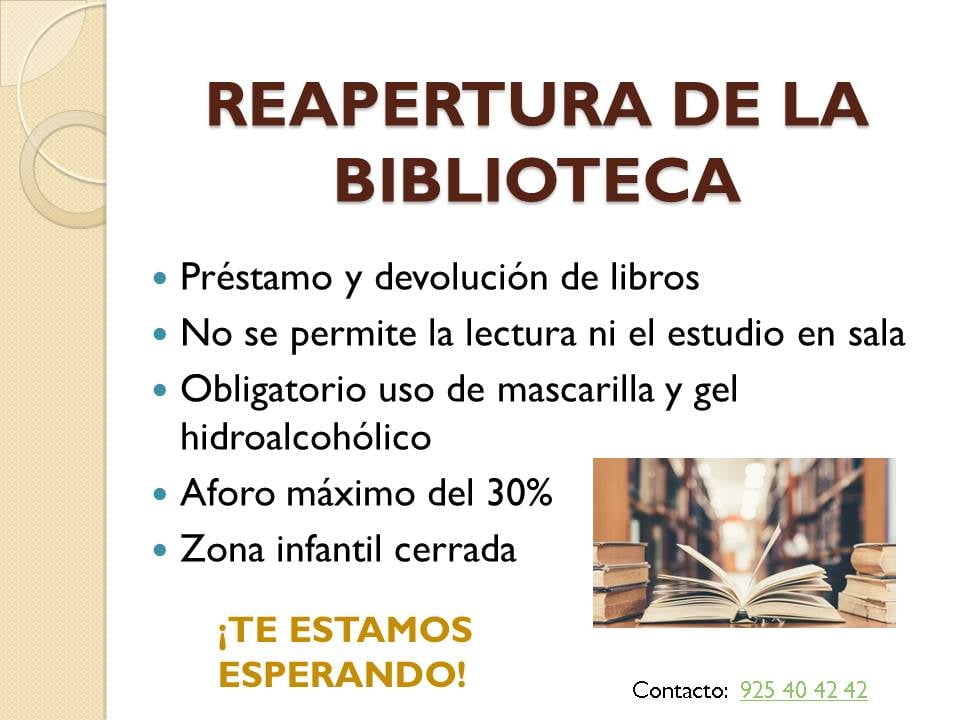 REAPERTURA DE LA
BIBLIOTECA
Préstamo y devolución de libros
No se permite la lectura ni el estudio en sala
Obligatorio uso de mascarilla y gel
hidroalcohólico
Aforo máximo del 30%
Zona infantil cerrada
¡TE ESTAMOS
ESPERANDO!
Contacto: 925 40 42 42